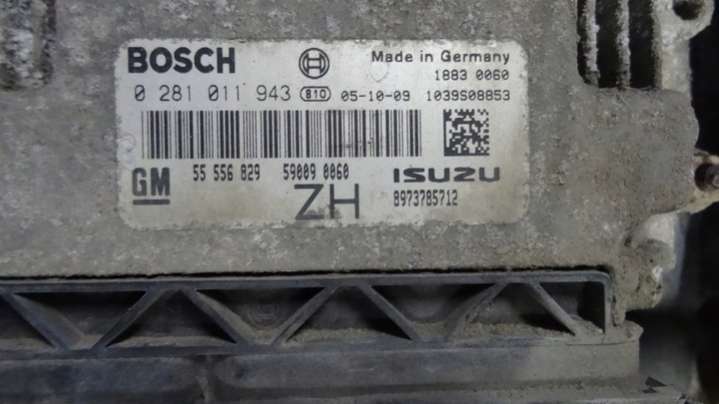 BOSCH Made in Germany
1883 0060
0 281 011 943 810 05-10-09 1039S08853
GM 55 556 829 59009 0060 ISUZU
ZH 8973785712